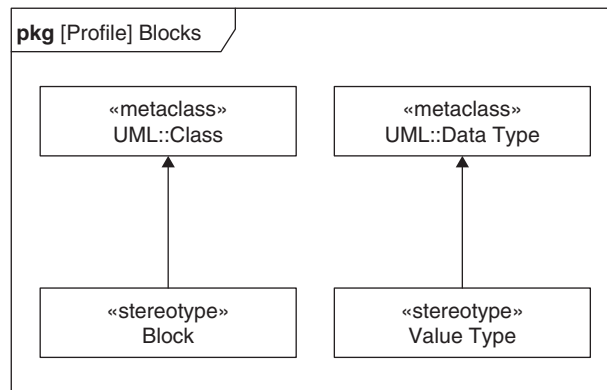 pkg [Profile] Blocks
«metaclass»
UML::Class
«metaclass»
UML::Data Type
«stereotype»
Block
«stereotype»
Value Type